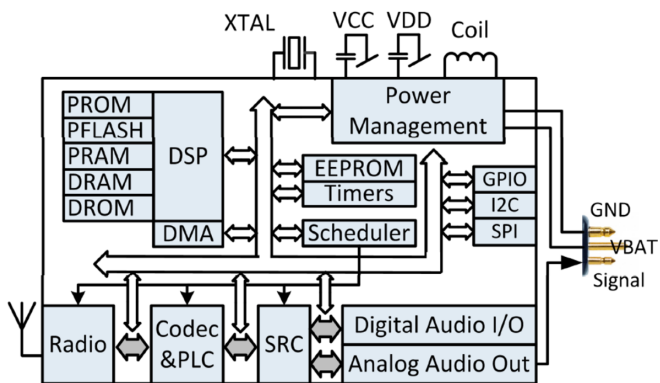 XTAL
VCC VDD Coil
PROM
PFLASH
PRAM
DRAM
DROM
DSP
DMA
Power
Management
EEPROM
Timers
Scheduler
GPIO
I2C
SPI
GND
VBAT
Signal
Radio
Codec
&PLC
SRC
Digital Audio I/O
Analog Audio Out